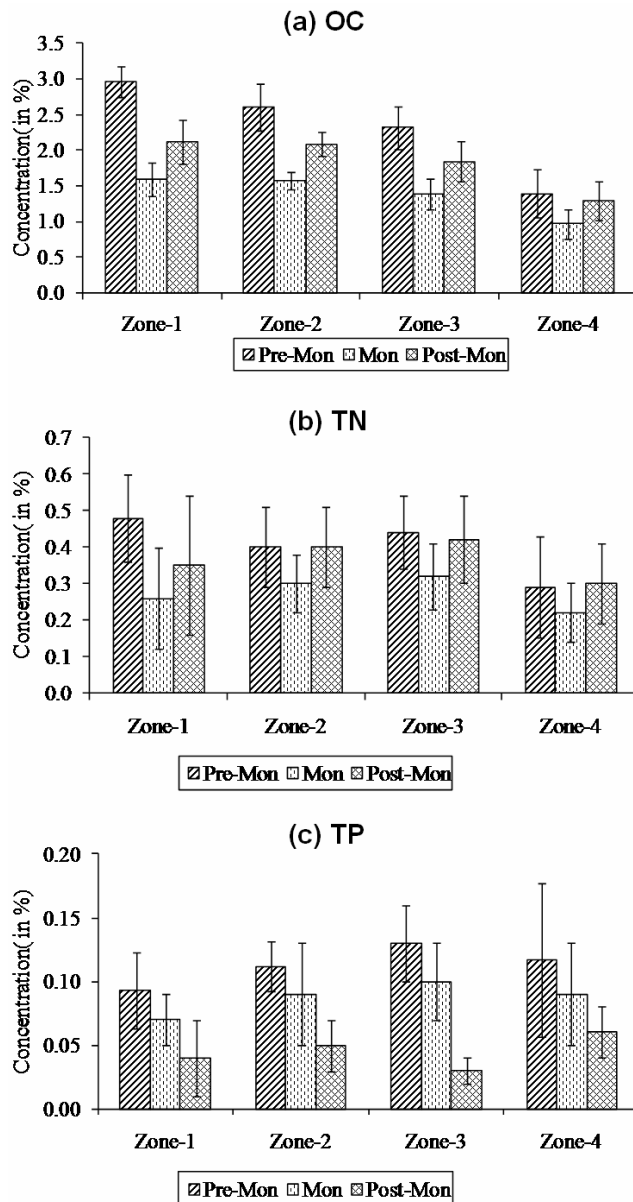 (a) OC
Concentration( in %)
3.5
3.0
2.5
2.0
1.5
1.0
0.5
0.0
Zone-1 Zone-2 Zone-3 Zone-4
Pre-Mon Mon Post-Mon
(b) TN
Concentration( in %)
0.7
0.6
0.5
0.4
0.3
0.2
0.1
0.0
Zone-1 Zone-2 Zone-3 Zone-4
Pre-Mon Mon Post-Mon
(c) TP
Concentration( in %)
0.20
0.15
0.10
0.05
0.00
Zone-1 Zone-2 Zone-3 Zone-4
Pre-Mon Mon Post-Mon